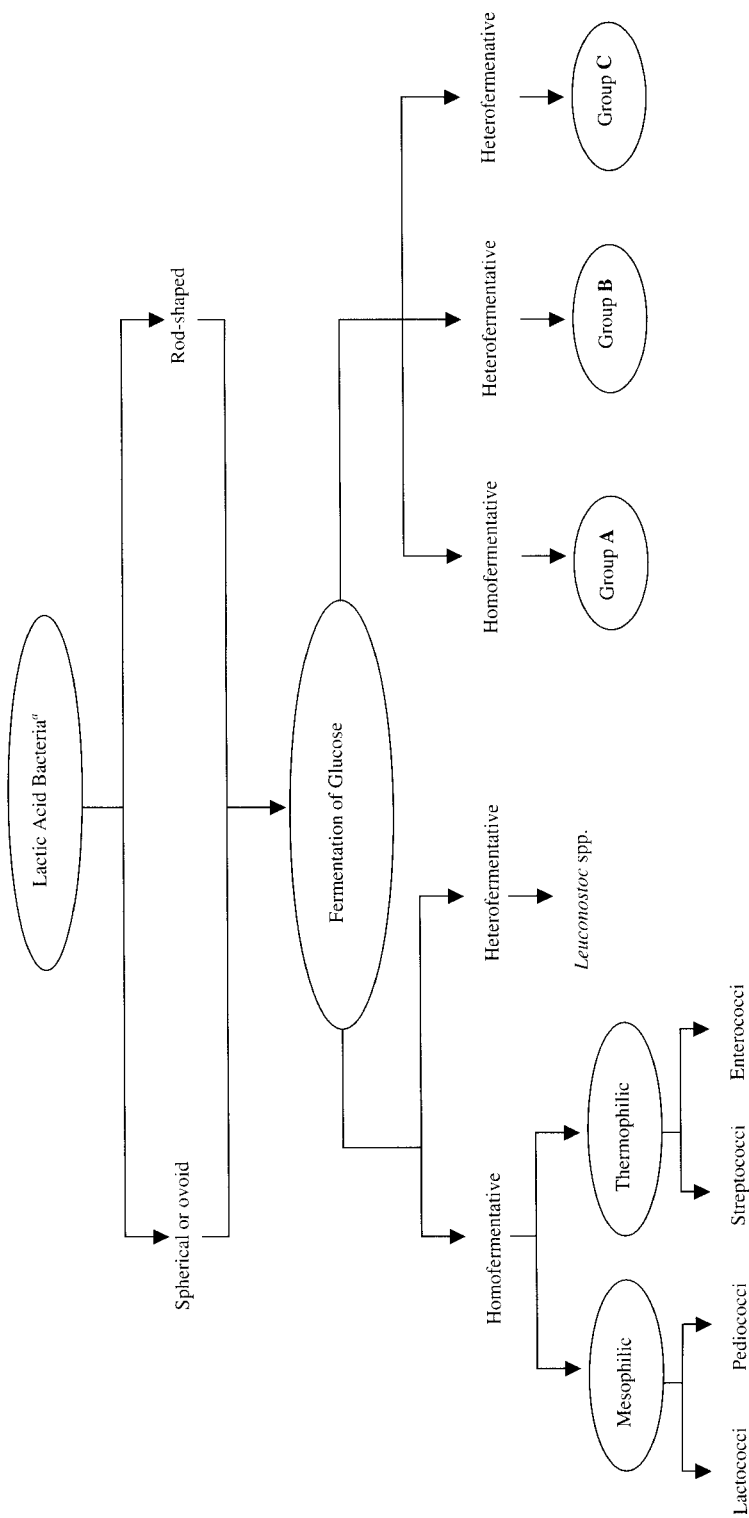 Lactic Acid Bacteria^a
Spherical or ovoid
Rod-shaped
Fermentation of Glucose
Homofermentative
Heterofermentative
Homofermentative
Heterofermentative
Heterofermenative
Mesophilic
Thermophilic
Leuconostoc spp.
Group A
Group B
Group C
Lactococci
Pediococci
Streptococci
Enterococci